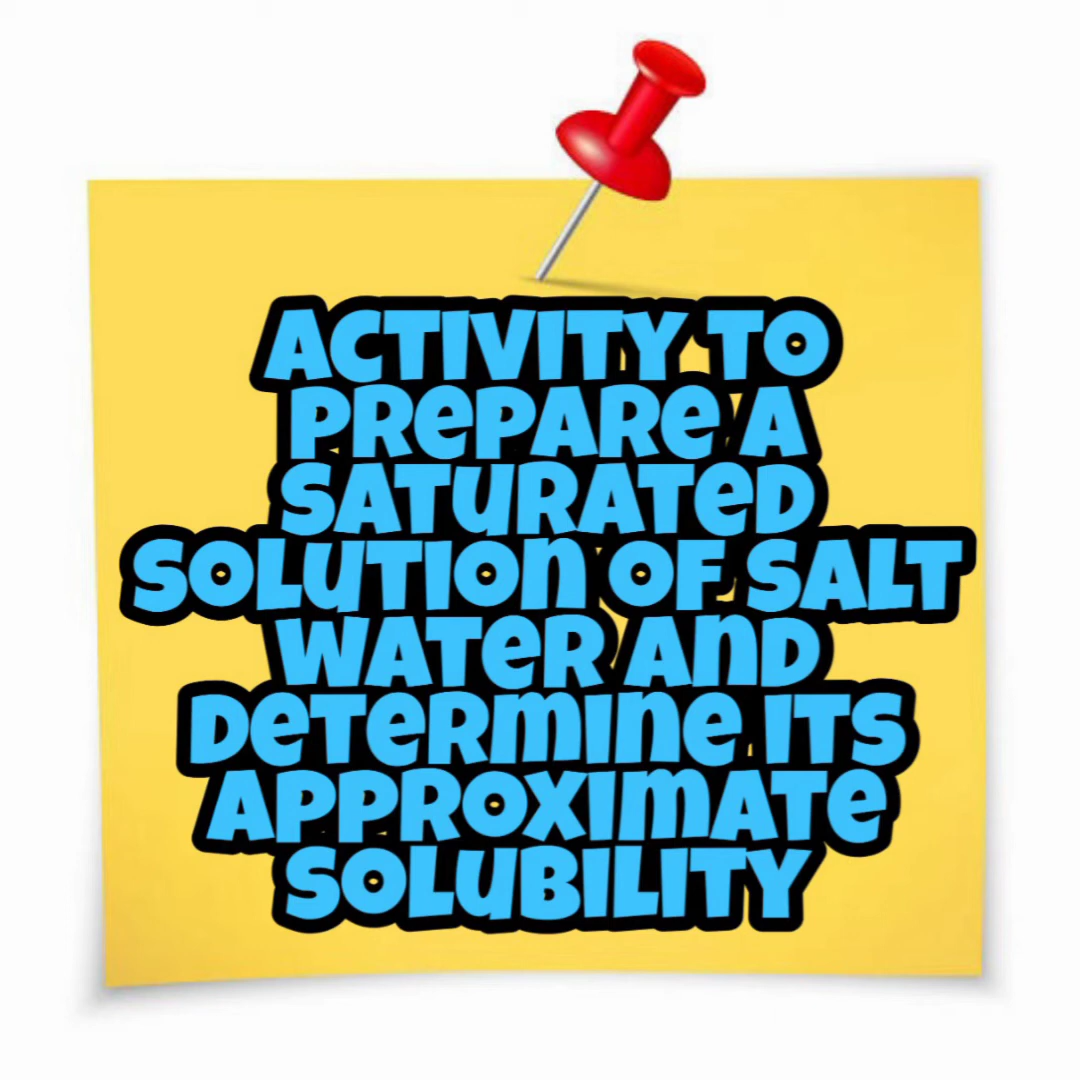 ACTIVITY TO
PREPARE A
SATURATED
SOLUTION OF SALT
WATER AND
DETERMINE ITS
APPROXIMATE
SOLUBILITY